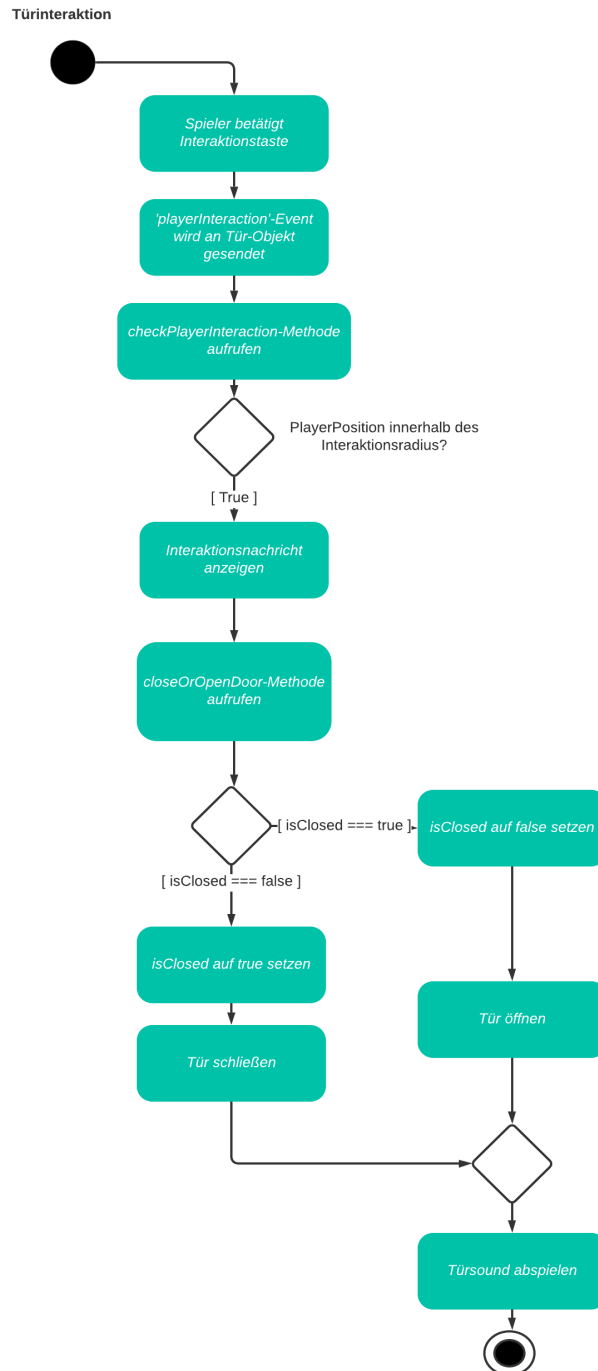 Türinteraktion
Spieler betätigt
Interaktionstaste
'playerInteraction'-Event
wird an Tür-Objekt
gesendet
checkPlayerInteraction-Methode
aufrufen
PlayerPosition innerhalb des
Interaktionsradius?
[ True ]
Interaktionsnachricht
anzeigen
closeOrOpenDoor-Methode
aufrufen
[ isClosed === true ]
isClosed auf false setzen
[ isClosed === false ]
isClosed auf true setzen
Tür öffnen
Tür schließen
Türsound abspielen